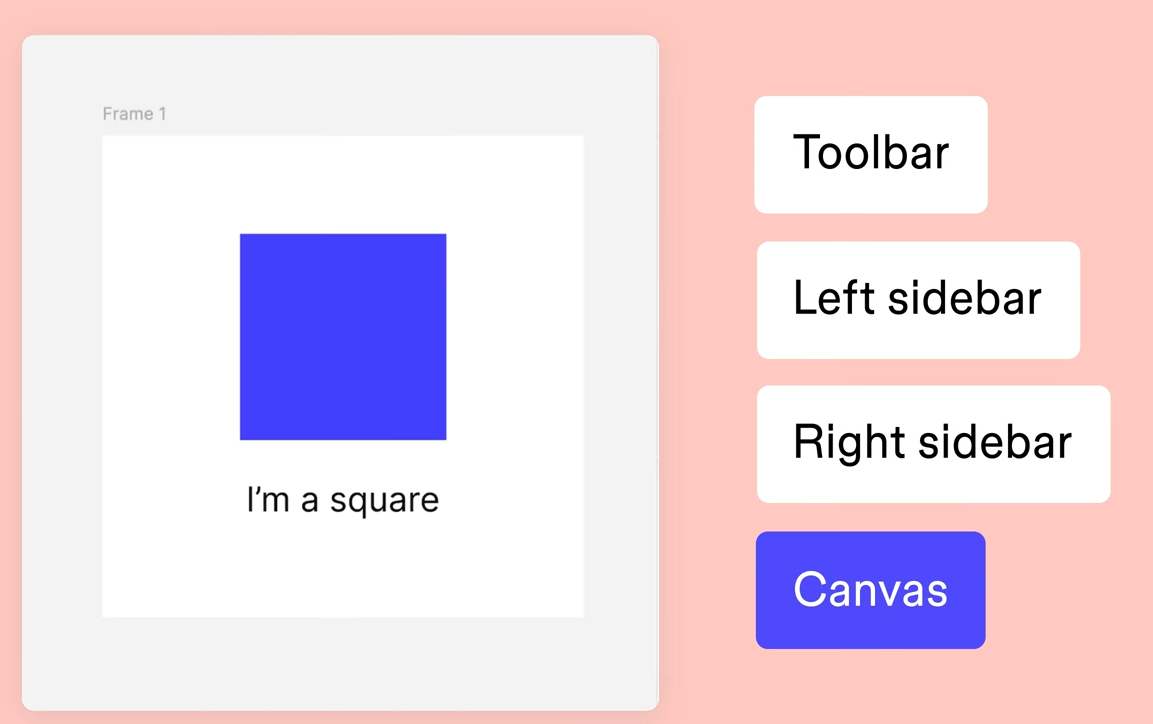 Frame 1
I’m a square
Toolbar
Left sidebar
Right sidebar
Canvas